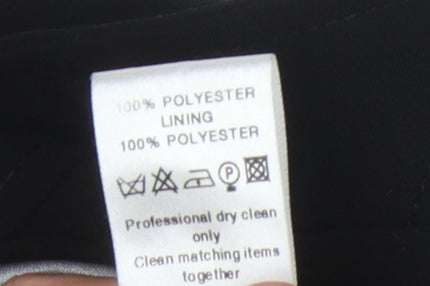 100% POLYESTER
LINING
100% POLYESTER
P
Professional dry clean
only
Clean matching items
together